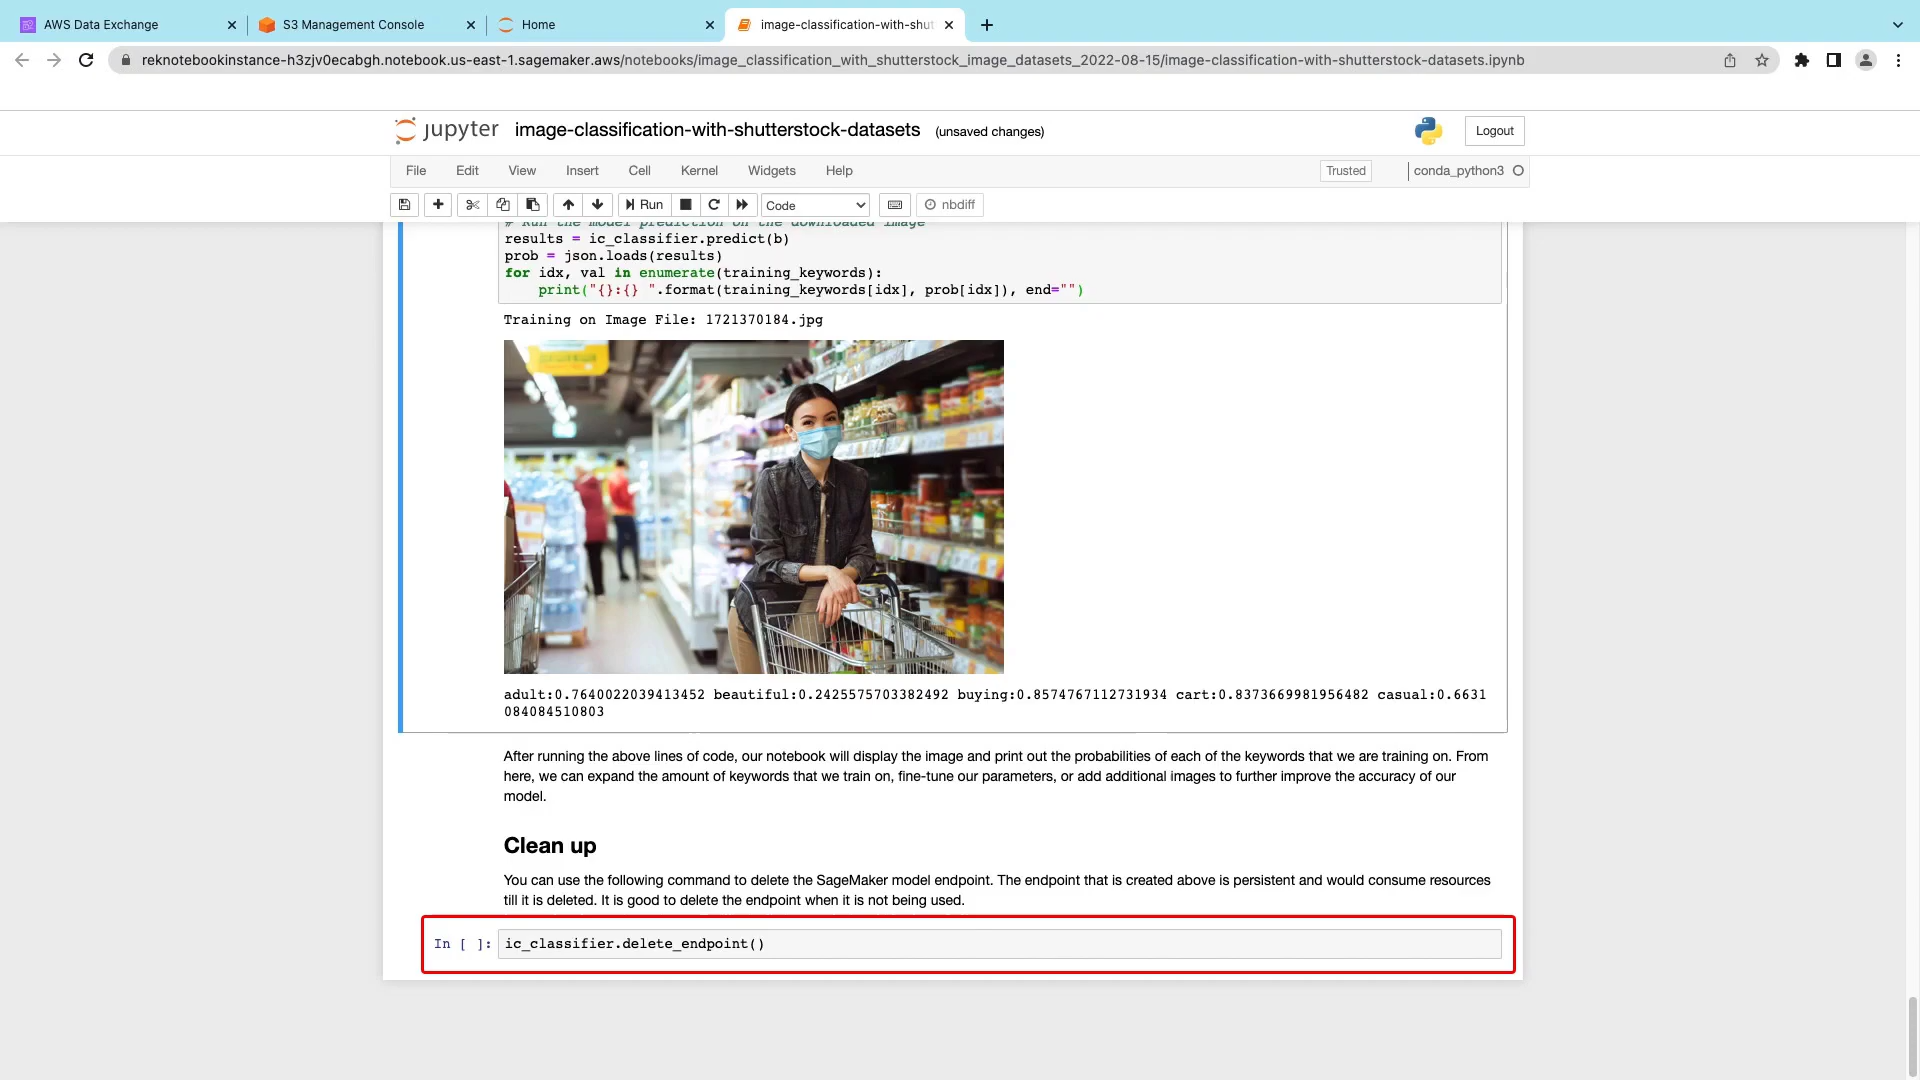 AWS Data Exchange
S3 Management Console
Home
image-classification-with-shut
reknotebookinstance-h3zjv0ecabgh.notebook.us-east-1.sagemaker.aws/notebooks/image_classification_with_shutterstock_image_datasets_2022-08-15/image-classification-with-shutterstock-datasets.ipynb
jupyter image-classification-with-shutterstock-datasets (unsaved changes)
Logout
File Edit View Insert Cell Kernel Widgets Help
Trusted
conda_python3
Run
Code
nbdiff
# Run the model prediction on the downloaded image
results = ic_classifier.predict(b)
prob = json.loads(results)
for idx, val in enumerate(training_keywords):
    print("{}:{} ".format(training_keywords[idx], prob[idx]), end="")
Training on Image File: 1721370184.jpg
adult:0.7640022039413452 beautiful:0.2425575703382492 buying:0.8574767112731934 cart:0.8373669981956482 casual:0.6631
084084510803
After running the above lines of code, our notebook will display the image and print out the probabilities of each of the keywords that we are training on. From
here, we can expand the amount of keywords that we train on, fine-tune our parameters, or add additional images to further improve the accuracy of our
model.
Clean up
You can use the following command to delete the SageMaker model endpoint. The endpoint that is created above is persistent and would consume resources
till it is deleted. It is good to delete the endpoint when it is not being used.
In [ ]: ic_classifier.delete_endpoint()